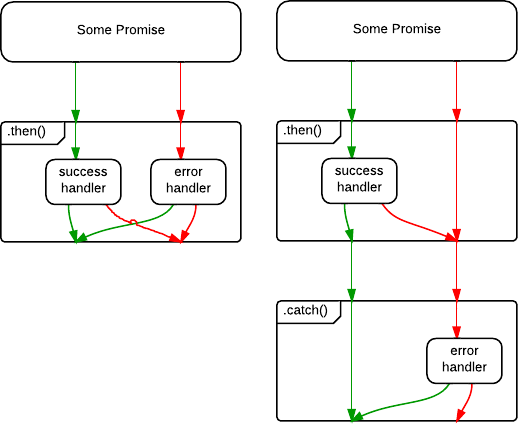 Some Promise
.then()
success
handler
error
handler
Some Promise
.then()
success
handler
.catch()
error
handler